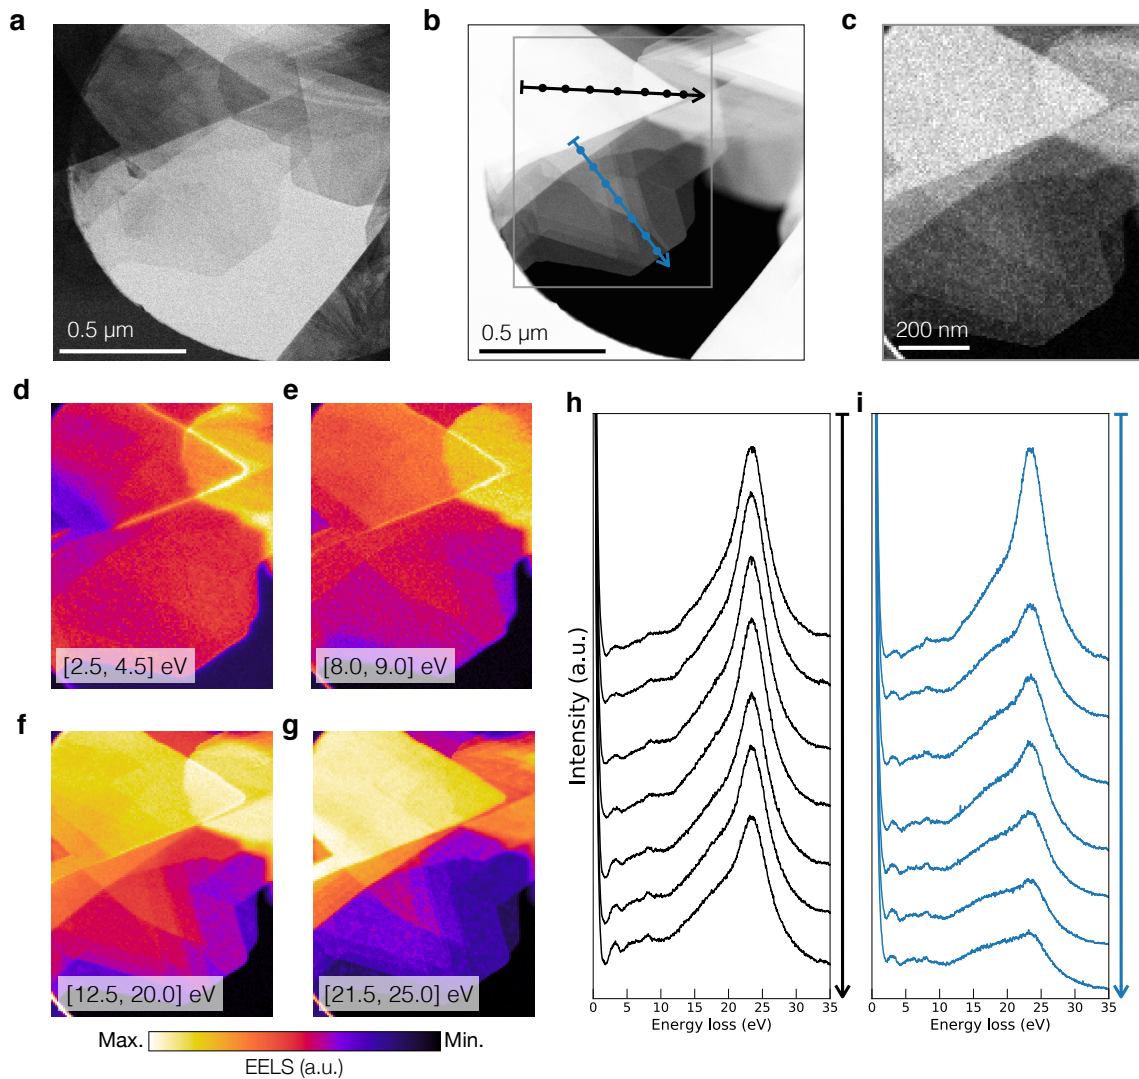 a
b
c
0.5 μm
0.5 μm
200 nm
d
e
h
i
[2.5, 4.5] eV
[8.0, 9.0] eV
f
g
[12.5, 20.0] eV
[21.5, 25.0] eV
Max.
Min.
EELS (a.u.)
Intensity (a.u.)
0 5 10 15 20 25 30 35
Energy loss (eV)
0 5 10 15 20 25 30 35
Energy loss (eV)